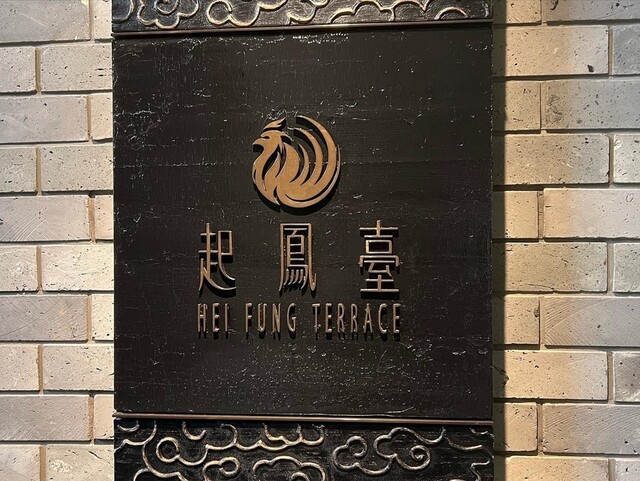 起鳳臺
HEI FUNG TERRACE